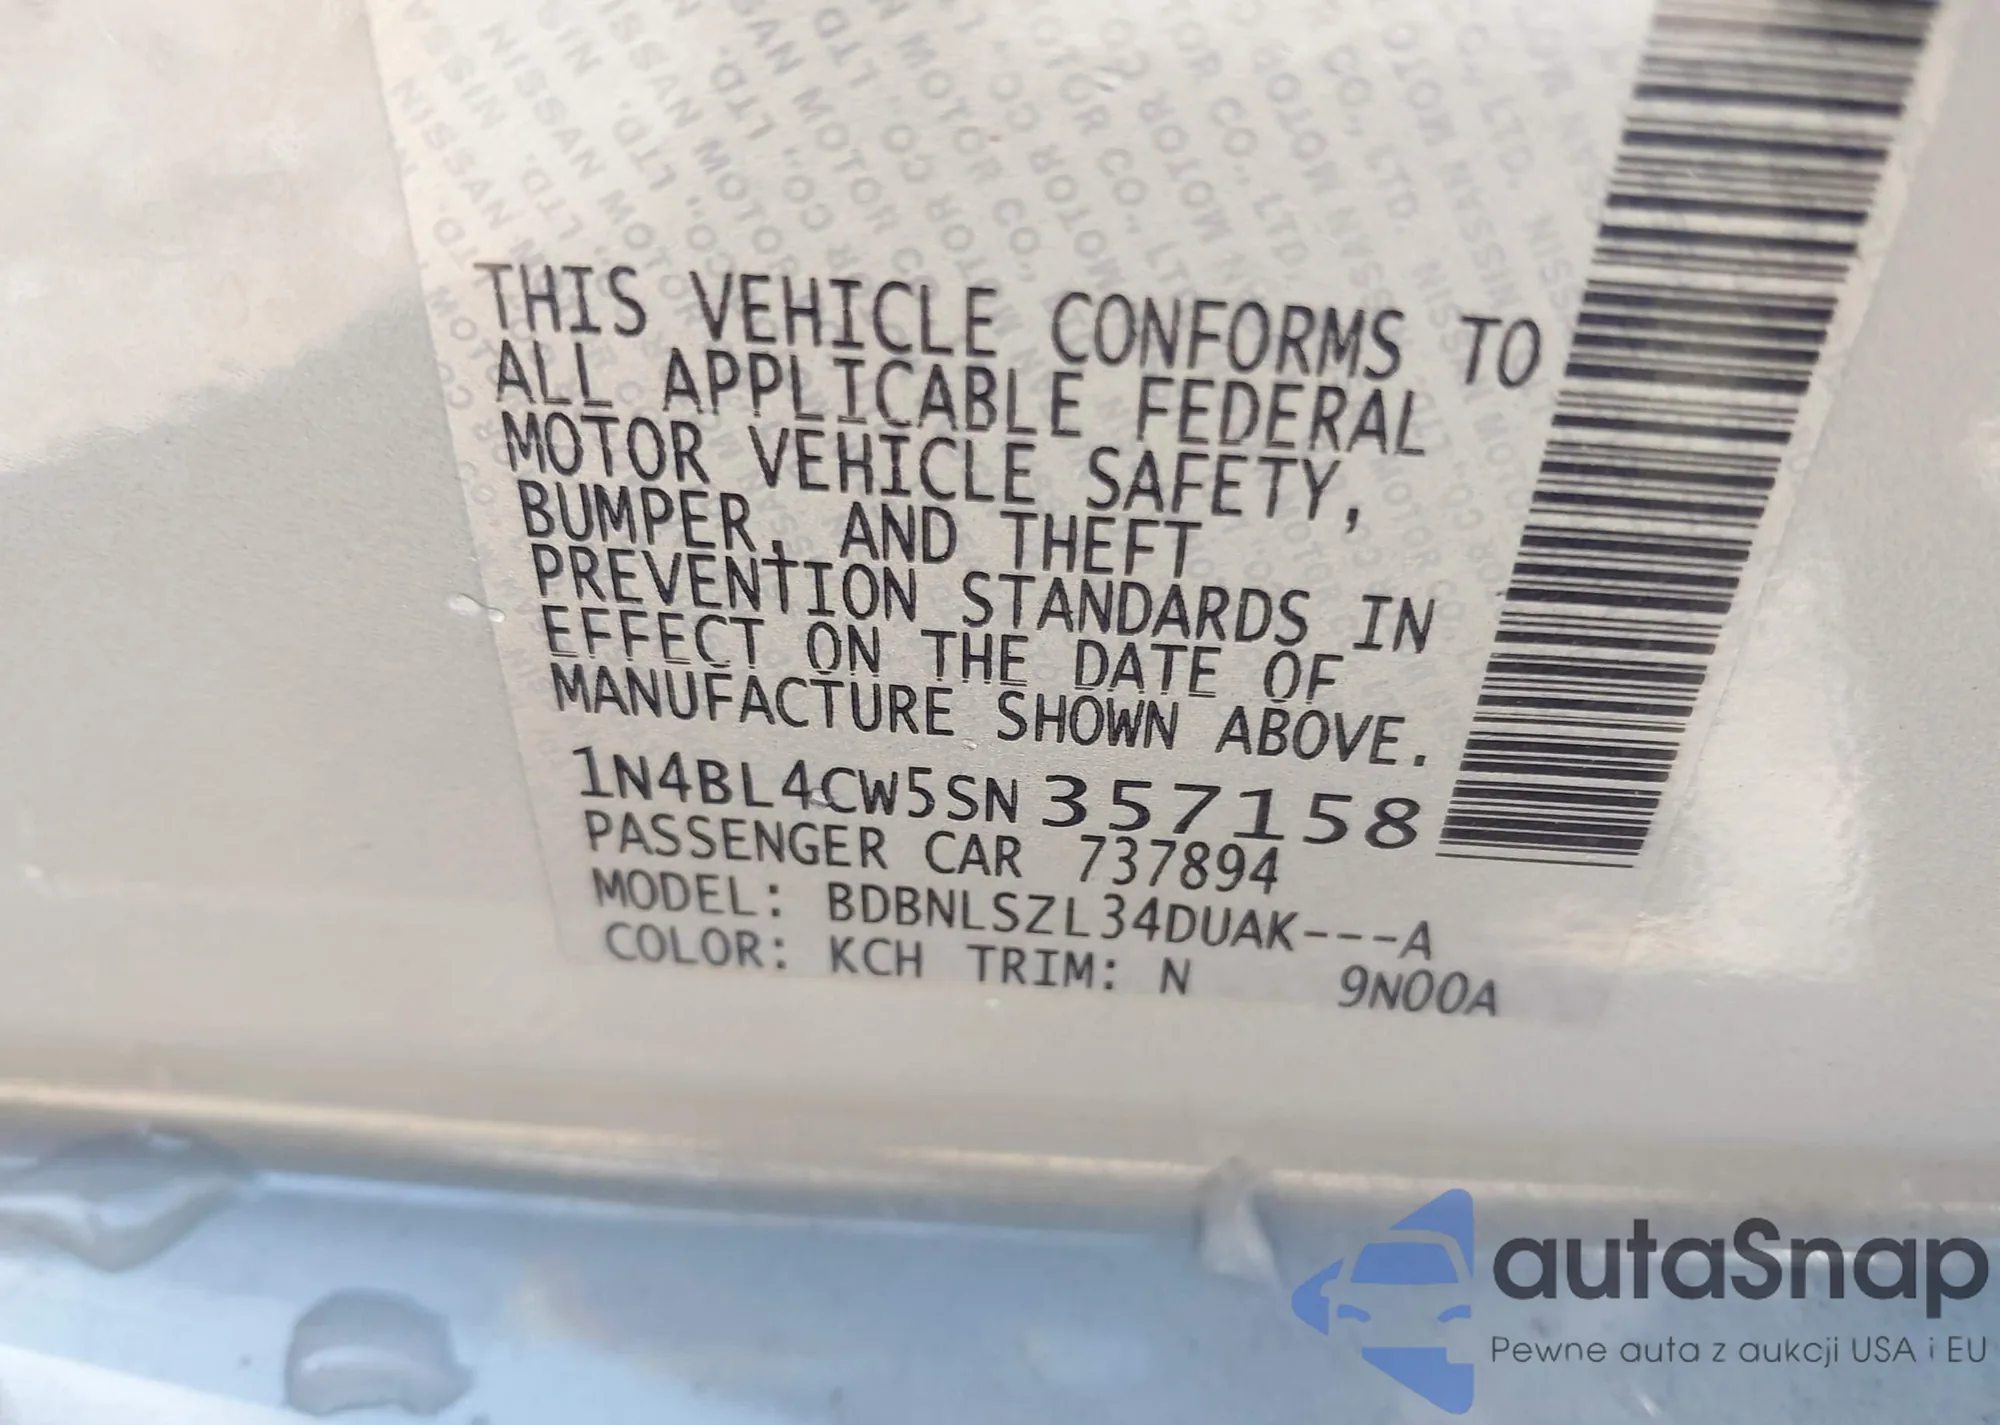 THIS VEHICLE CONFORMS TO
ALL APPLICABLE FEDERAL
MOTOR VEHICLE SAFETY,
BUMPER, AND THEFT
PREVENTION STANDARDS IN
EFFECT ON THE DATE OF
MANUFACTURE SHOWN ABOVE.
1N4BL4CW5SN357158
PASSENGER CAR 737894
MODEL: BDBNLSZL34DUAK---A
COLOR: KCH TRIM: N 9N00A
autaSnap
Pewne auta z aukcji USA i EU